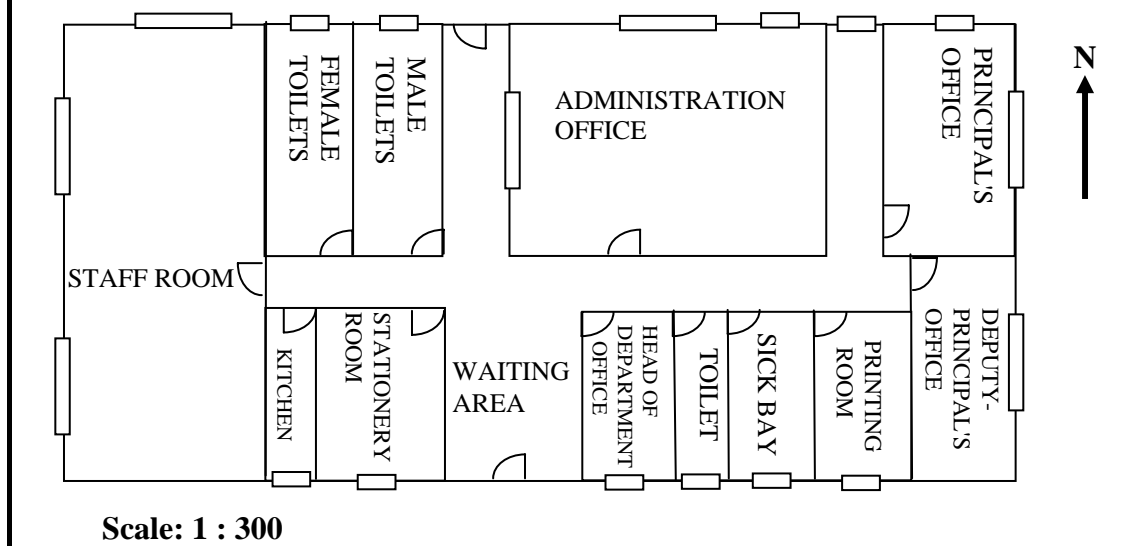 FEMALE
TOILETS
MALE
TOILETS
ADMINISTRATION
OFFICE
PRINCIPAL'S
OFFICE
N
STAFF ROOM
KITCHEN
STATIONERY
ROOM
WAITING
AREA
HEAD OF
DEPARTMENT
OFFICE
TOILET
SICK BAY
PRINTING
ROOM
DEPUTY-
PRINCIPAL'S
OFFICE
Scale: 1 : 300